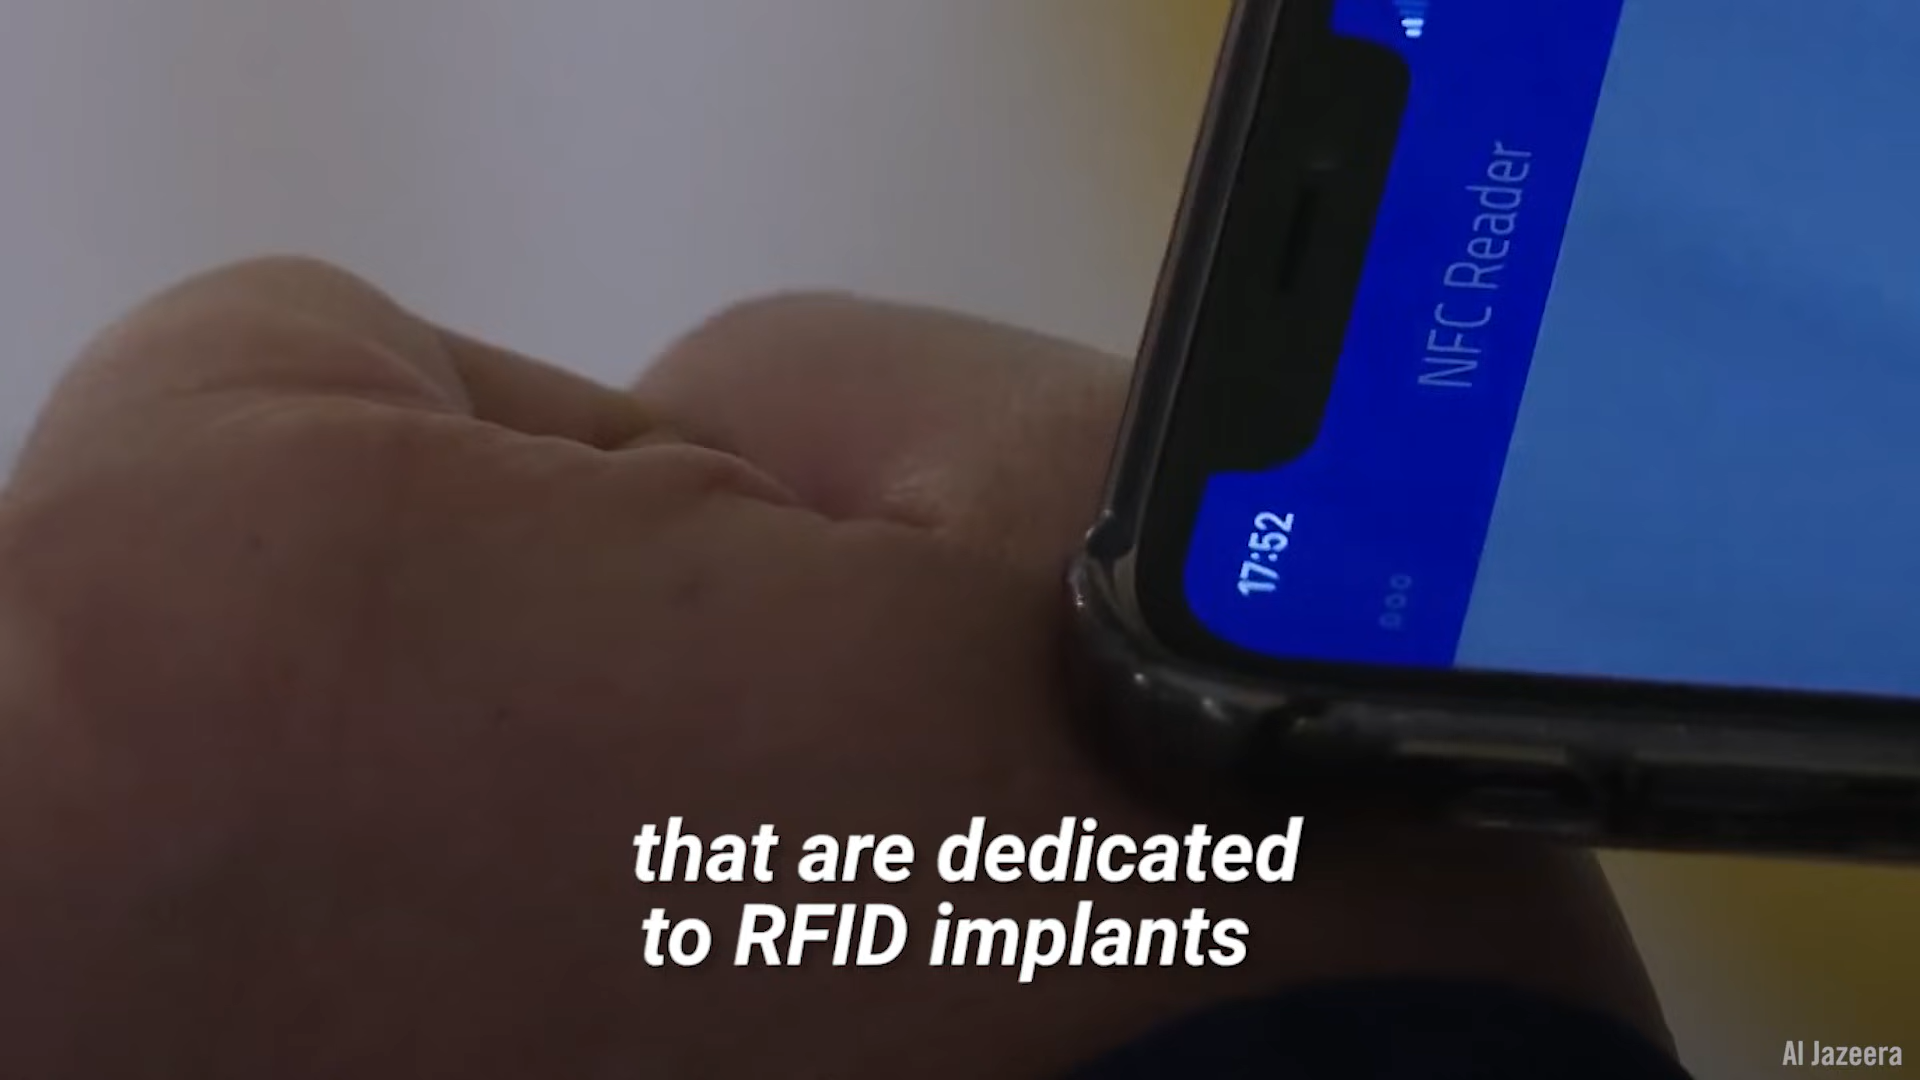 NFC Reader
17:52
that are dedicated
to RFID implants
Al Jazeera